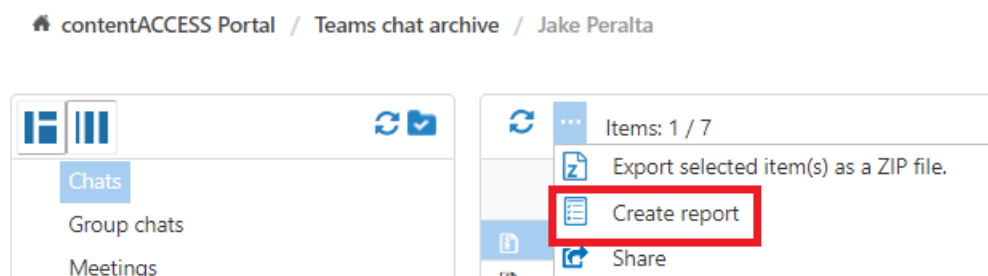 contentACCESS Portal / Teams chat archive / Jake Peralta
Items: 1 / 7
Chats
Group chats
Meetings
Export selected item(s) as a ZIP file.
Create report
Share